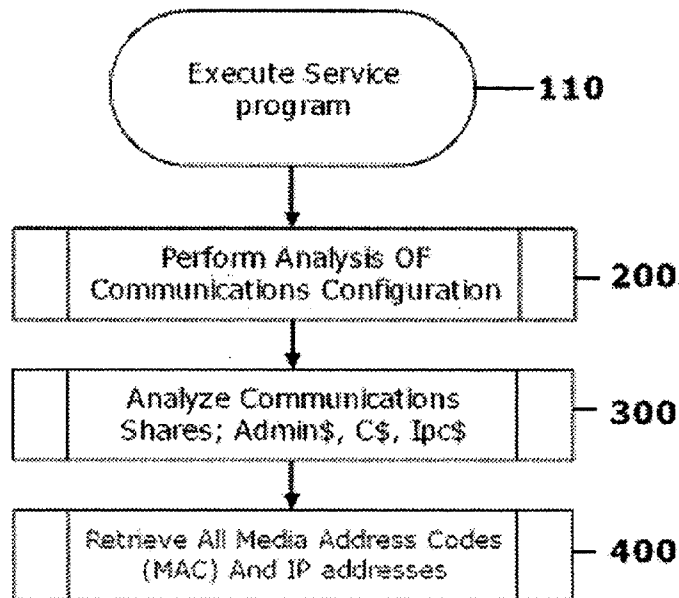 Execute Service
program
110
Perform Analysis OF
Communications Configuration
200
Analyze Communications
Shares; Admin$, C$, Ipc$
300
Retrieve All Media Address Codes
(MAC) And IP addresses
400